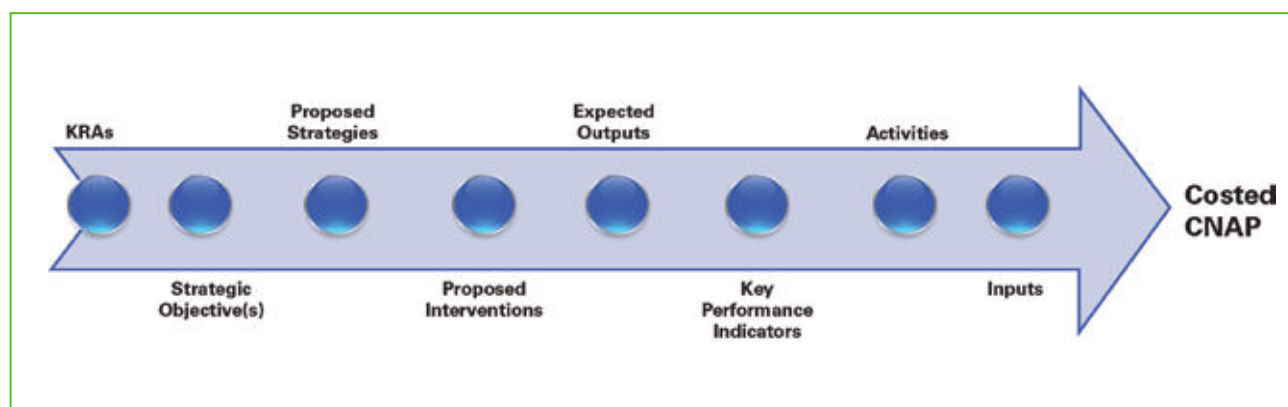 KRAs
Strategic
Objective(s)
Proposed
Strategies
Proposed
Interventions
Expected
Outputs
Key
Performance
Indicators
Activities
Inputs
Costed
CNAP